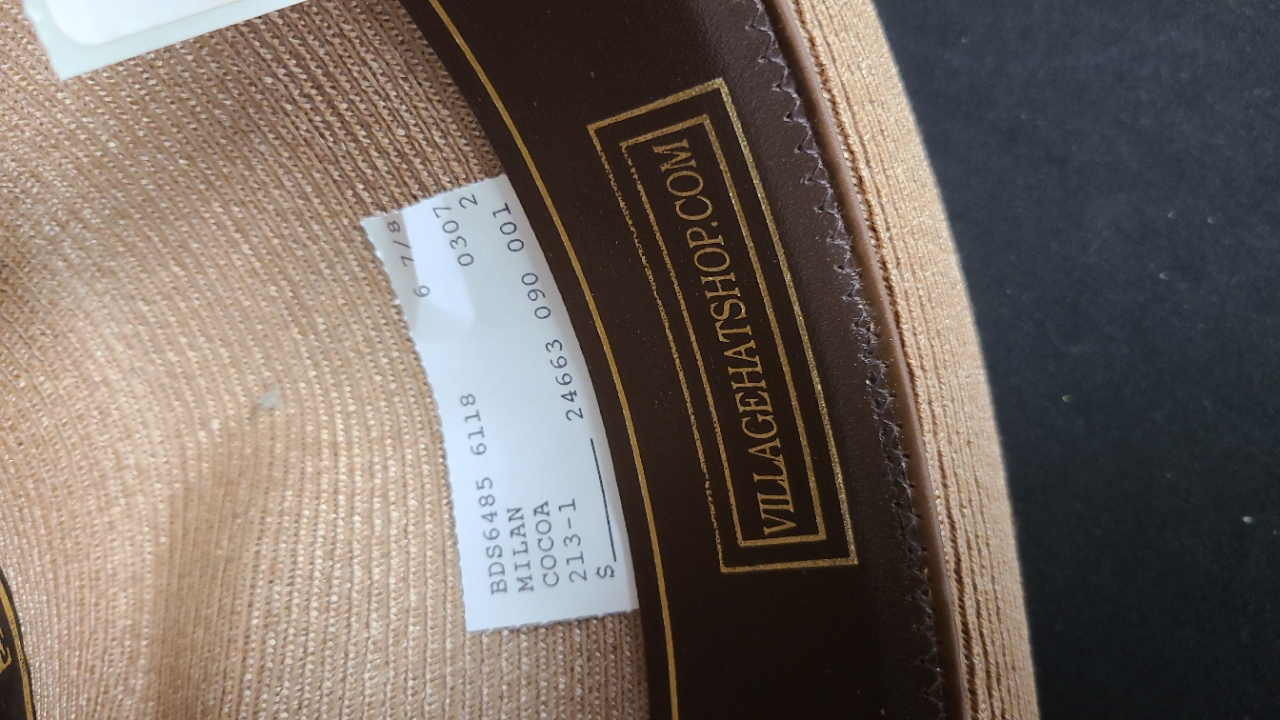 6 7/8
BDS6485 6118 0307
MILAN 2
COCOA
213-1 24663 090 001
$
VILLAGEHATSHOP.COM